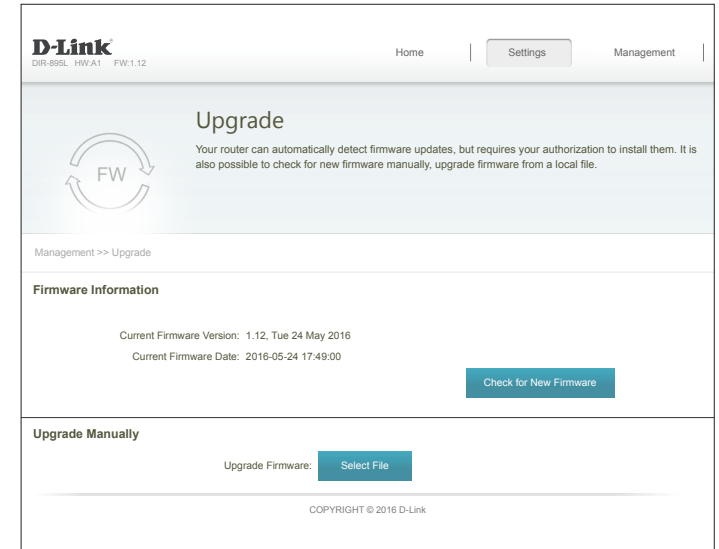 D-Link®
DIR-895L HW:A1 FW:1.12
Home
Settings
Management
Upgrade
Your router can automatically detect firmware updates, but requires your authorization to install them. It is
also possible to check for new firmware manually, upgrade firmware from a local file.
FW
Management >> Upgrade
Firmware Information
Current Firmware Version: 1.12, Tue 24 May 2016
Current Firmware Date: 2016-05-24 17:49:00
Check for New Firmware
Upgrade Manually
Upgrade Firmware: Select File
COPYRIGHT © 2016 D-Link